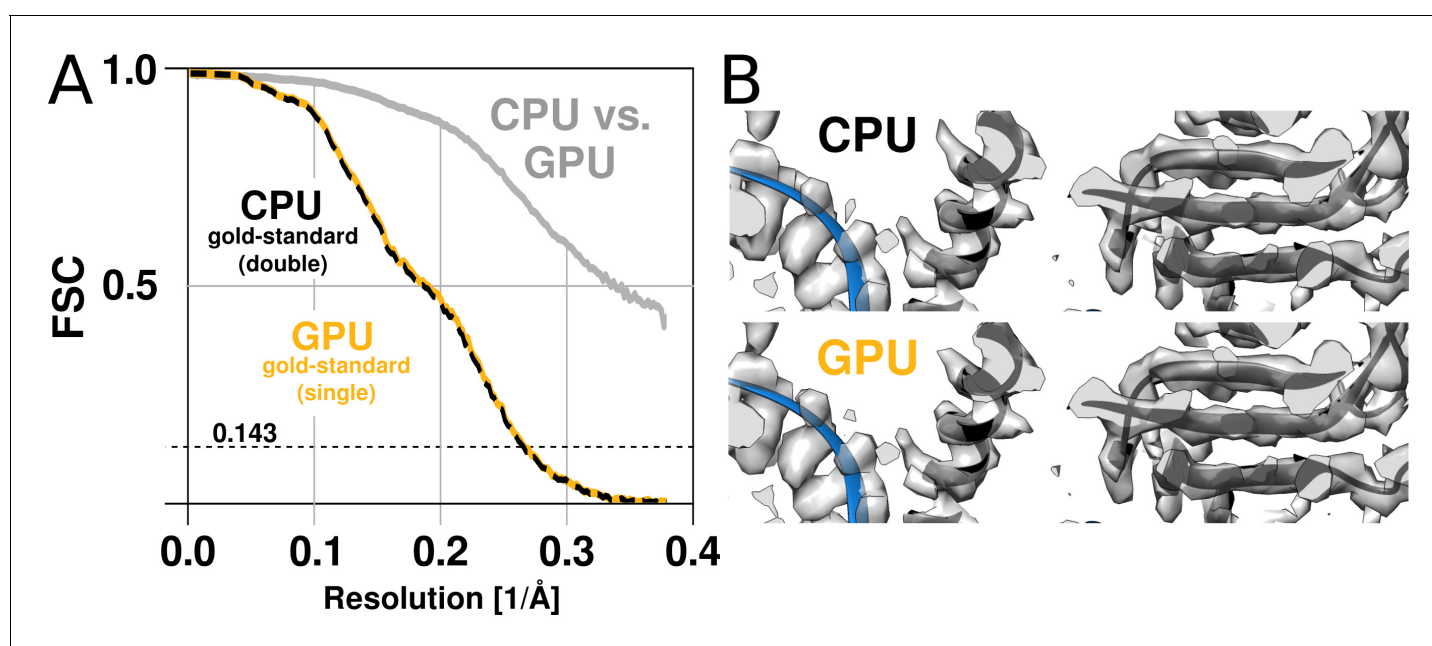 A
1.0
CPU vs.
GPU
CPU
gold-standard
(double)
FSC
0.5
GPU
gold-standard
(single)
0.143
0.0
0.1
0.2
0.3
0.4
Resolution [1/Å]
B
CPU
GPU